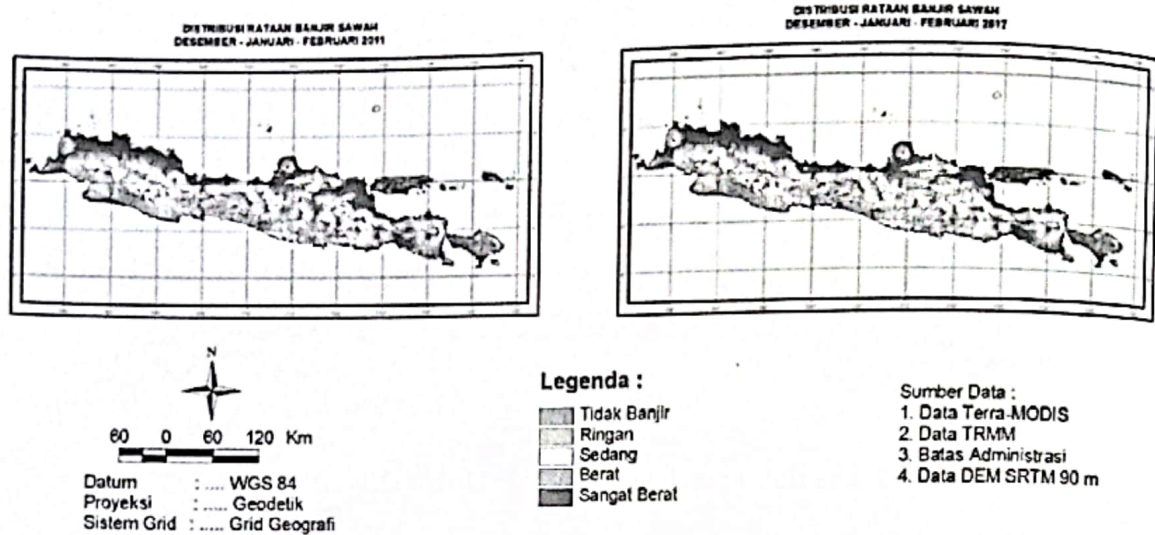 DISTRIBUSI RATAAN BANJIR SAWAH
DESEMBER - JANUARI - FEBRUARI 2011
DISTRIBUSI RATAAN BANJIR SAWAH
DESEMBER - JANUARI - FEBRUARI 2012
N
60 0 60 120 Km
Datum : .... WGS 84
Proyeksi : ..... Geodetik
Sistem Grid : ..... Grid Geografi
Legenda :
Tidak Banjir
Ringan
Sedang
Berat
Sangat Berat
Sumber Data :
1. Data Terra-MODIS
2. Data TRMM
3. Batas Administrasi
4. Data DEM SRTM 90 m